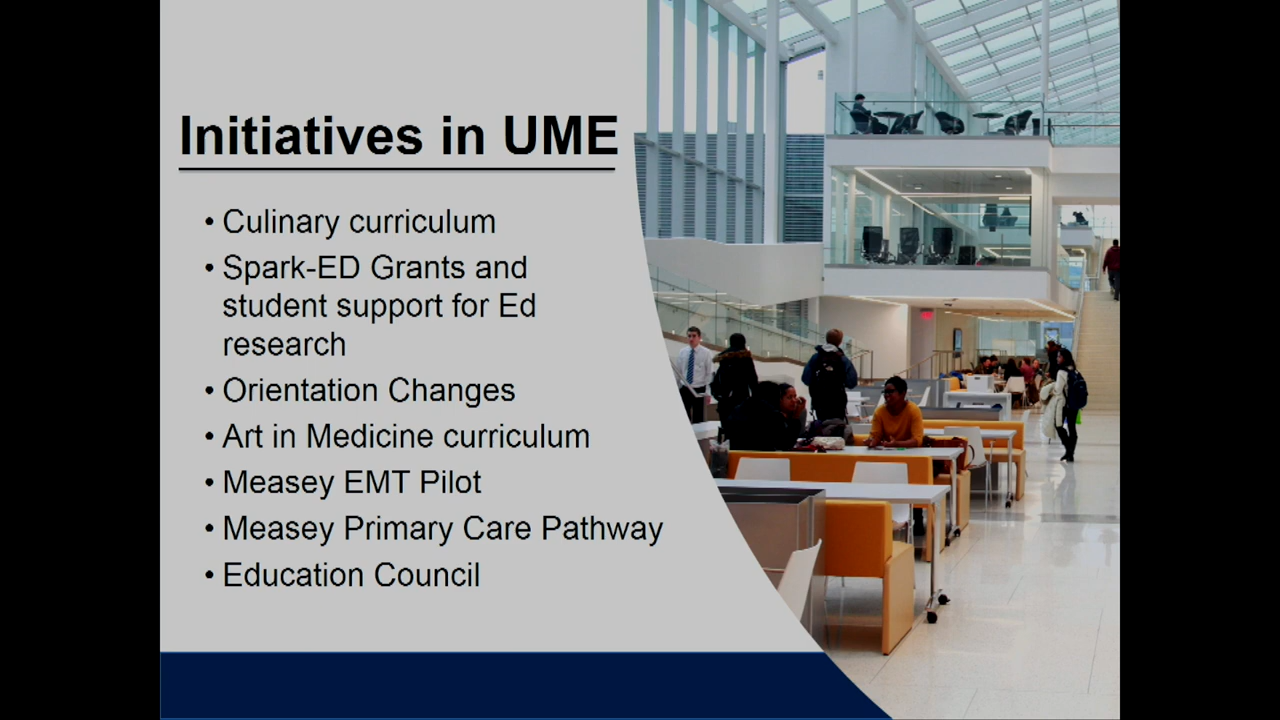 Initiatives in UME
• Culinary curriculum
• Spark-ED Grants and
student support for Ed
research
• Orientation Changes
• Art in Medicine curriculum
• Measey EMT Pilot
• Measey Primary Care Pathway
• Education Council